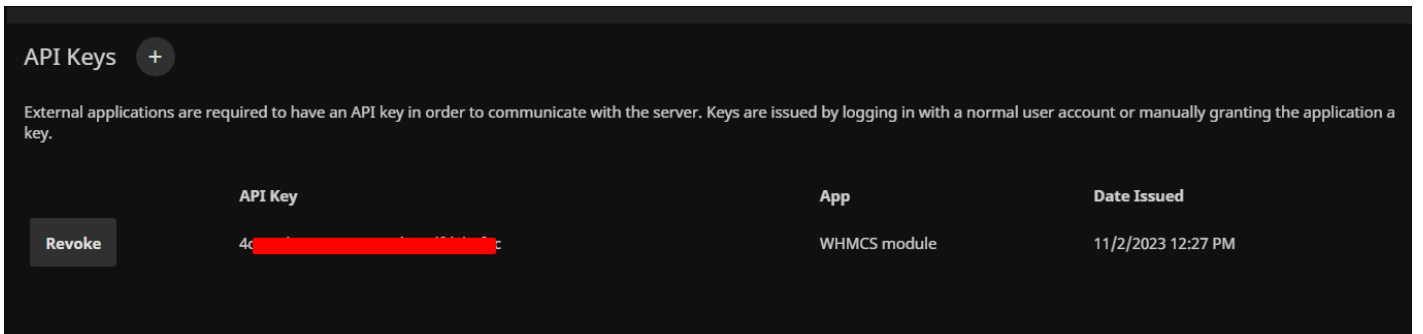 API Keys +
External applications are required to have an API key in order to communicate with the server. Keys are issued by logging in with a normal user account or manually granting the application a
key.
API Key App Date Issued
Revoke WHMCS module 11/2/2023 12:27 PM